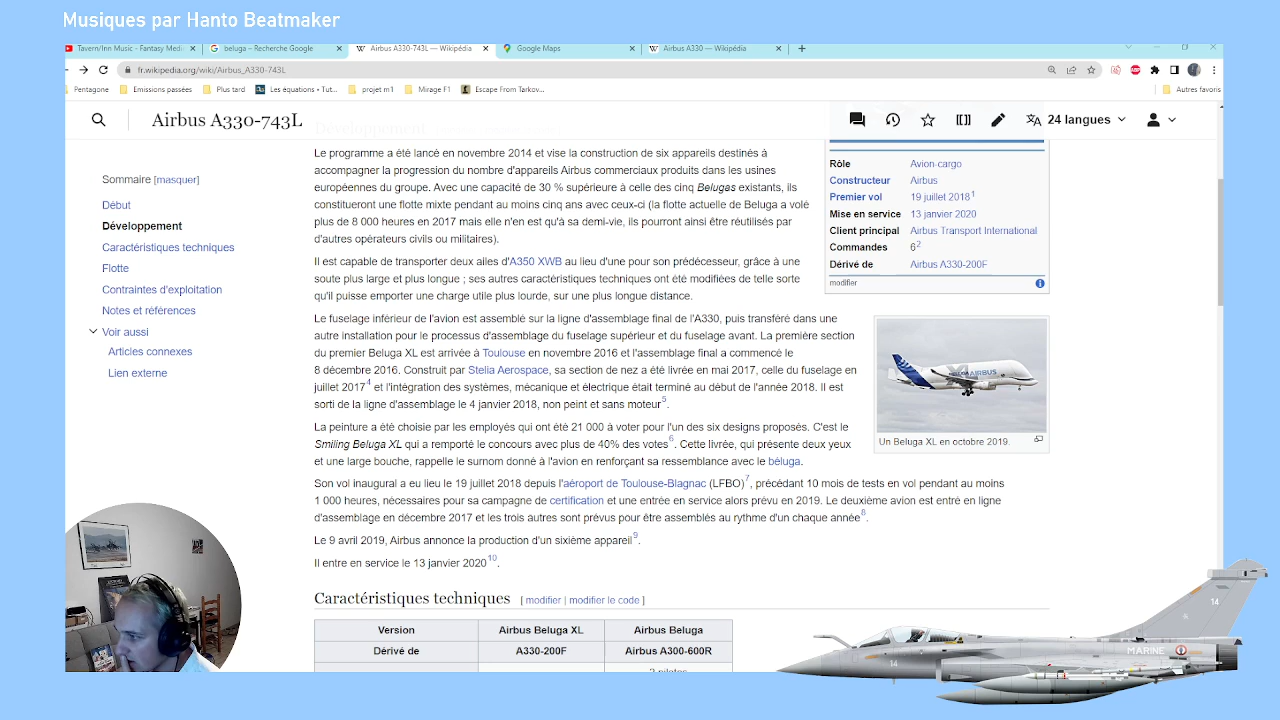 Musiques par Hanto Beatmaker
Tavern/Inn Music - Fantasy Medi
beluga – Recherche Google
Airbus A330-743L — Wikipédia
Google Maps
Airbus A330 — Wikipédia
fr.wikipedia.org/wiki/Airbus_A330-743L
Pentagone
Emissions passées
Plus tard
Les équations • Tut...
projet m1
Mirage F1
Escape From Tarkov...
Autres favoris
Airbus A330-743L
24 langues
Sommaire [masquer]
Début
Développement
Caractéristiques techniques
Flotte
Contraintes d'exploitation
Notes et références
Voir aussi
Articles connexes
Lien externe
Développement
Le programme a été lancé en novembre 2014 et vise la construction de six appareils destinés à
accompagner la progression du nombre d'appareils Airbus commerciaux produits dans les usines
européennes du groupe. Avec une capacité de 30 % supérieure à celle des cinq Belugas existants, ils
constitueront une flotte mixte pendant au moins cinq ans avec ceux-ci (la flotte actuelle de Beluga a volé
plus de 8 000 heures en 2017 mais elle n'en est qu'à sa demi-vie, ils pourront ainsi être réutilisés par
d'autres opérateurs civils ou militaires).
Il est capable de transporter deux ailes d'A350 XWB au lieu d'une pour son prédécesseur, grâce à une
soute plus large et plus longue ; ses autres caractéristiques techniques ont été modifiées de telle sorte
qu'il puisse emporter une charge utile plus lourde, sur une plus longue distance.
Le fuselage inférieur de l'avion est assemblé sur la ligne d'assemblage final de l'A330, puis transféré dans une
autre installation pour le processus d'assemblage du fuselage supérieur et du fuselage avant. La première section
du premier Beluga XL est arrivée à Toulouse en novembre 2016 et l'assemblage final a commencé le
8 décembre 2016. Construit par Stelia Aerospace, sa section de nez a été livrée en mai 2017, celle du fuselage en
juillet 2017⁴ et l'intégration des systèmes, mécanique et électrique était terminé au début de l'année 2018. Il est
sorti de la ligne d'assemblage le 4 janvier 2018, non peint et sans moteur⁵.
La peinture a été choisie par les employés qui ont été 21 000 à voter pour l'un des six designs proposés. C'est le
Smiling Beluga XL qui a remporté le concours avec plus de 40% des votes⁶. Cette livrée, qui présente deux yeux
et une large bouche, rappelle le surnom donné à l'avion en renforçant sa ressemblance avec le béluga.
Son vol inaugural a eu lieu le 19 juillet 2018 depuis l'aéroport de Toulouse-Blagnac (LFBO)⁷, précédant 10 mois de tests en vol pendant au moins
1 000 heures, nécessaires pour sa campagne de certification et une entrée en service alors prévu en 2019. Le deuxième avion est entré en ligne
d'assemblage en décembre 2017 et les trois autres sont prévus pour être assemblés au rythme d'un chaque année⁸.
Le 9 avril 2019, Airbus annonce la production d'un sixième appareil⁹.
Il entre en service le 13 janvier 2020¹⁰.
Caractéristiques techniques [ modifier | modifier le code ]
Version Airbus Beluga XL Airbus Beluga
Dérivé de A330-200F Airbus A300-600R
2 pilotes
Rôle Avion-cargo
Constructeur Airbus
Premier vol 19 juillet 2018¹
Mise en service 13 janvier 2020
Client principal Airbus Transport International
Commandes 6²
Dérivé de Airbus A330-200F
modifier
AIRBUS
Un Beluga XL en octobre 2019.
14
14
MARINE